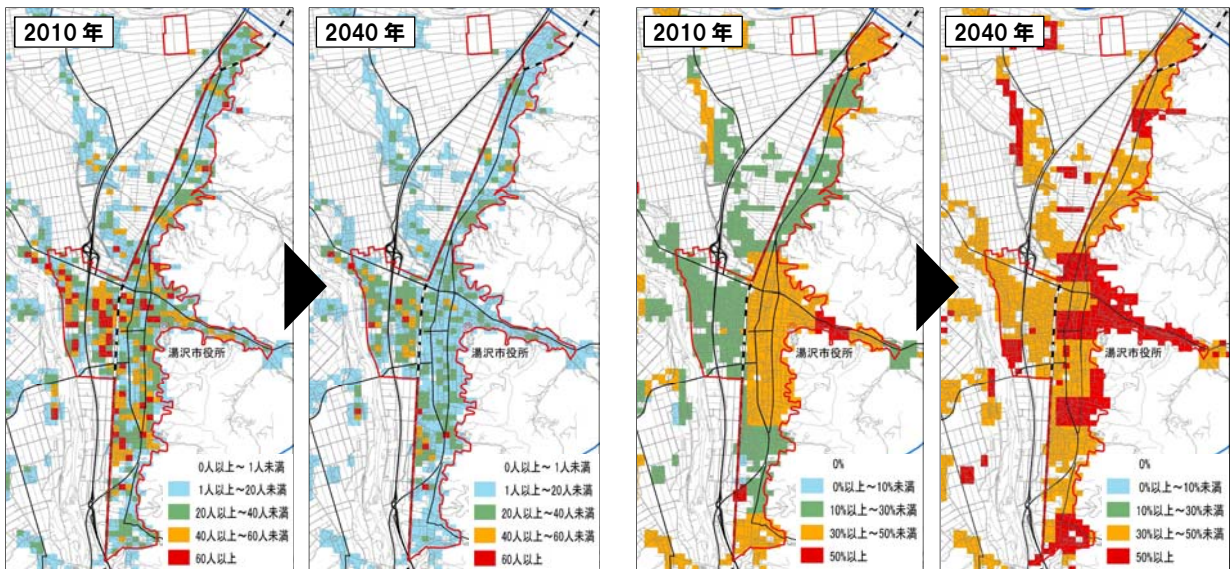 2010 年
2040 年
2010 年
2040 年
湯沢市役所
湯沢市役所
湯沢市役所
湯沢市役所
0人以上～1人未満
1人以上～20人未満
20人以上～40人未満
40人以上～60人未満
60人以上
0人以上～1人未満
1人以上～20人未満
20人以上～40人未満
40人以上～60人未満
60人以上
0%
0%以上～10%未満
10%以上～30%未満
30%以上～50%未満
50%以上
0%
0%以上～10%未満
10%以上～30%未満
30%以上～50%未満
50%以上